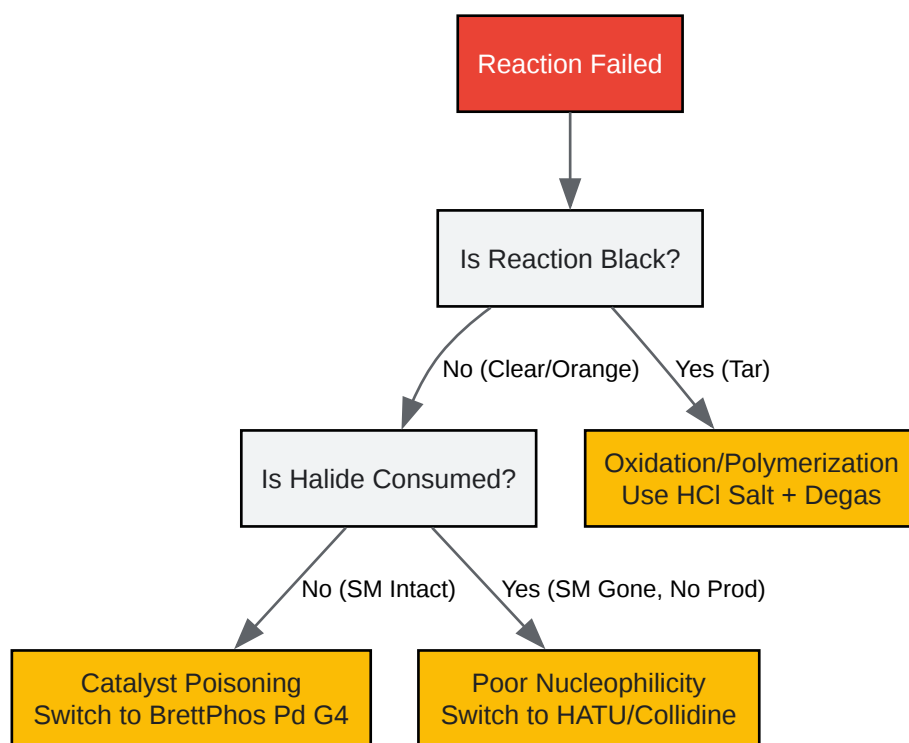 Reaction Failed
Is Reaction Black?
No (Clear/Orange)
Yes (Tar)
Is Halide Consumed?
Oxidation/Polymerization
Use HCl Salt + Degas
No (SM Intact)
Yes (SM Gone, No Prod)
Catalyst Poisoning
Switch to BrettPhos Pd G4
Poor Nucleophilicity
Switch to HATU/Collidine